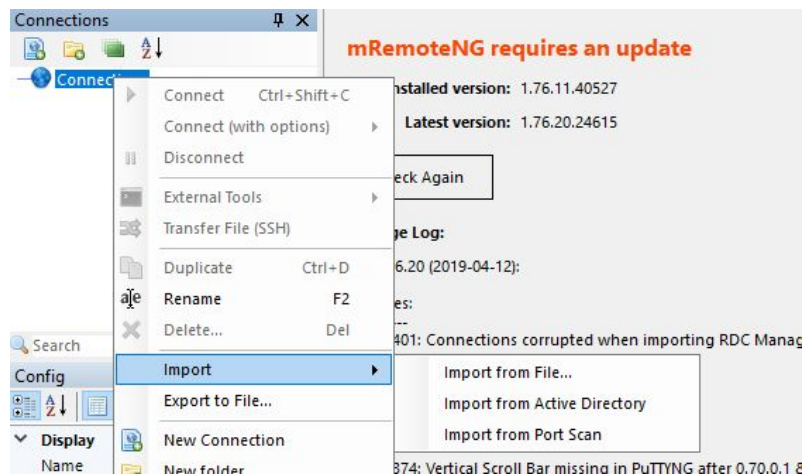 Connections
mRemoteNG requires an update
Connec
nstalled version: 1.76.11.40527
Latest version: 1.76.20.24615
eck Again
ge Log:
6.20 (2019-04-12):
es:
----
401: Connections corrupted when importing RDC Manag
874: Vertical Scroll Bar missing in PuTTYNG after 0.70.0.1 &
Connect Ctrl+Shift+C
Connect (with options)
Disconnect
External Tools
Transfer File (SSH)
Duplicate Ctrl+D
Rename F2
Delete... Del
Import
Export to File...
New Connection
New folder
Import from File...
Import from Active Directory
Import from Port Scan
Search
Config
Display
Name